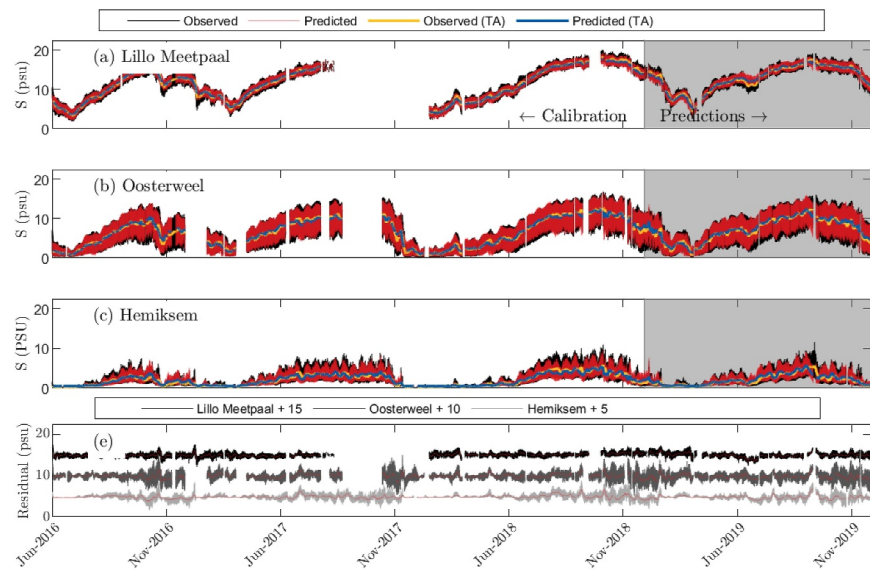 Observed Predicted Observed (TA) Predicted (TA)
20
10
0
S (psu)
(a) Lillo Meetpaal
← Calibration Predictions →
20
10
0
S (psu)
(b) Oosterweel
20
10
0
S (PSU)
(c) Hemiksem
Lillo Meetpaal + 15 Oosterweel + 10 Hemiksem + 5
20
10
0
Residual (psu)
(e)
Jun-2016 Nov-2016 Jun-2017 Nov-2017 Jun-2018 Nov-2018 Jun-2019 Nov-2019